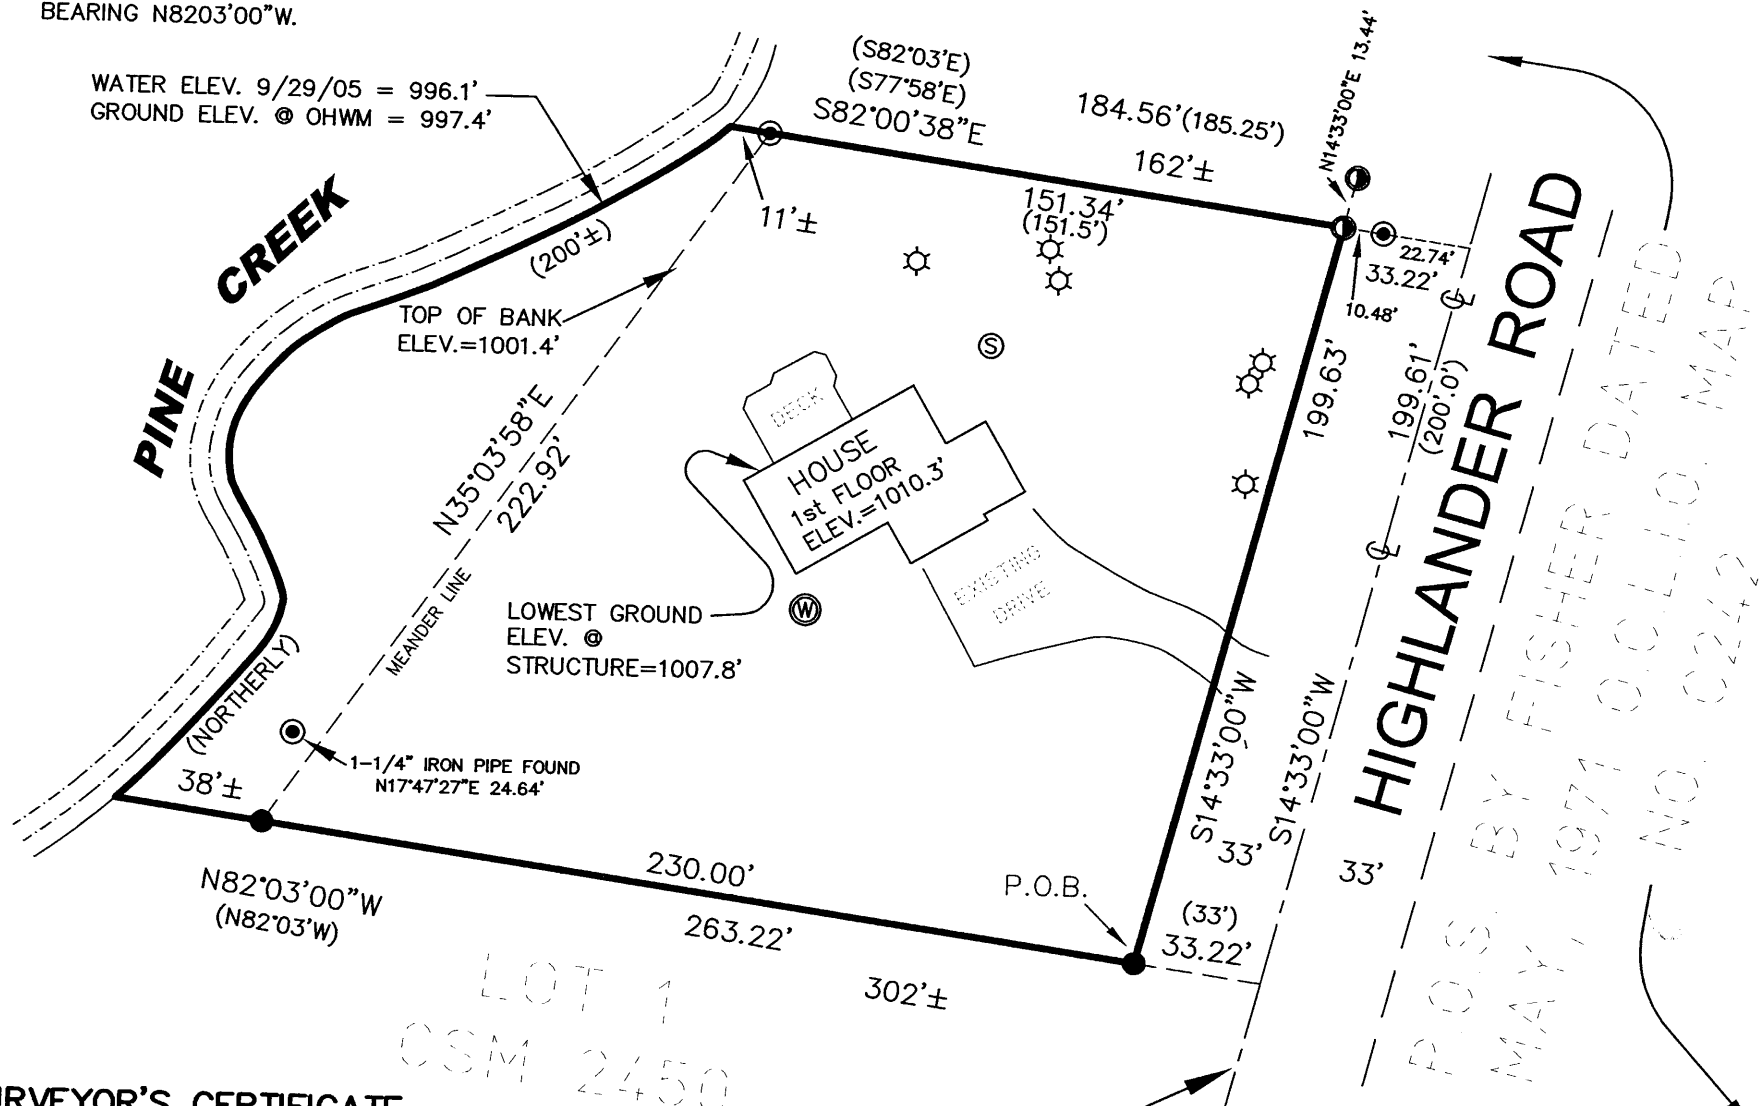 BEARING N8203'00"W.
WATER ELEV. 9/29/05 = 996.1'
GROUND ELEV. @ OHWM = 997.4'
(S82°03'E)
(S77°58'E)
S82°00'38"E
184.56'(185.25')
162'±
151.34'
(151.5')
N14°33'00"E 13.44'
11'±
22.74'
33.22'
10.48'
PINE CREEK
(200'±)
TOP OF BANK
ELEV.=1001.4'
N35°03'58"E
222.92'
MEANDER LINE
DECK
HOUSE
1st FLOOR
ELEV.=1010.3'
S
W
LOWEST GROUND
ELEV. @
STRUCTURE=1007.8'
EXISTING
DRIVE
199.63'
199.61'
(200.0')
S14°33'00"W
S14°33'00"W
HIGHLANDER ROAD
(NORTHERLY)
1-1/4" IRON PIPE FOUND
N17°47'27"E 24.64'
38'±
N82°03'00"W
(N82°03'W)
230.00'
263.22'
302'±
P.O.B.
(33')
33.22'
33'
33'
LOT 1
CSM 2450
P.O.S. BY FISHER DATED
MAY, 1971 O.C.L.I.O. MAP
NO. C242
SURVEYOR'S CERTIFICATE